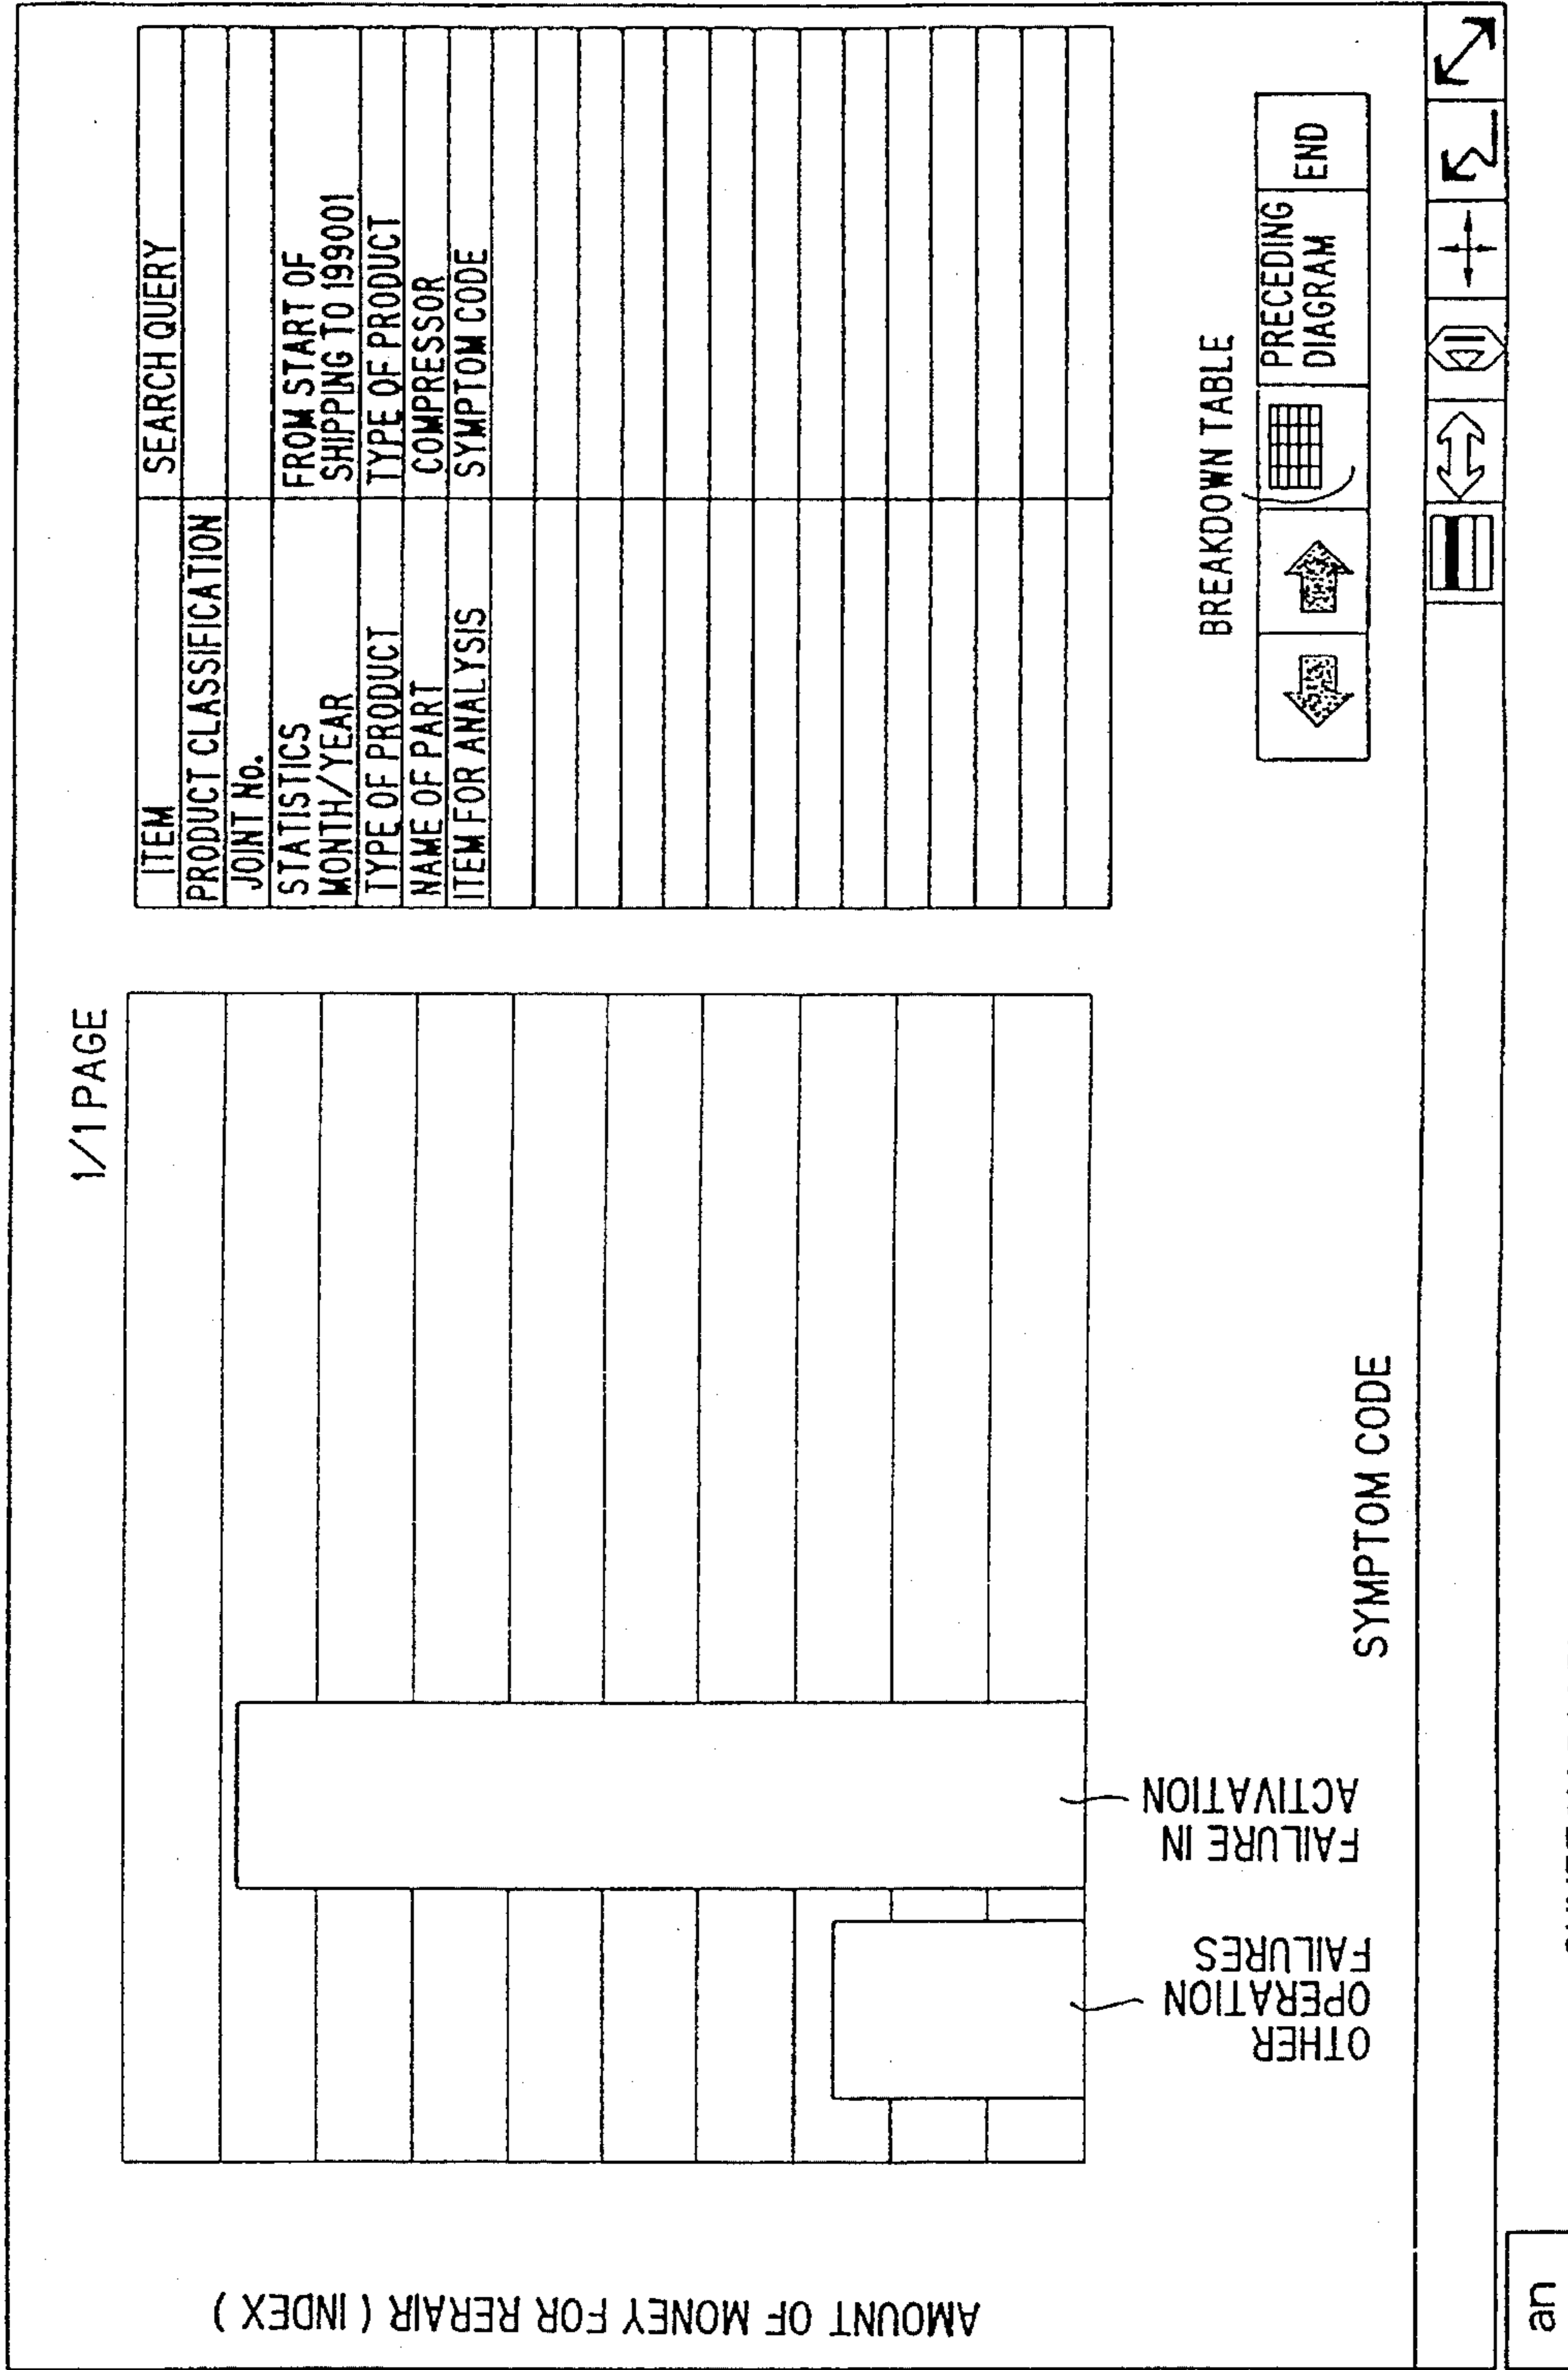 1/1 PAGE
AMOUNT OF MONEY FOR RERAIR ( INDEX )
OTHER
OPERATION
FAILURES
FAILURE IN
ACTIVATION
SYMPTOM CODE
ITEM SEARCH QUERY
PRODUCT CLASSIFICATION
JOINT No.
STATISTICS FROM START OF
MONTH/YEAR SHIPPING TO 199001
TYPE OF PRODUCT TYPE OF PRODUCT
NAME OF PART COMPRESSOR
ITEM FOR ANALYSIS SYMPTOM CODE
BREAKDOWN TABLE
PRECEDING
DIAGRAM
END
an